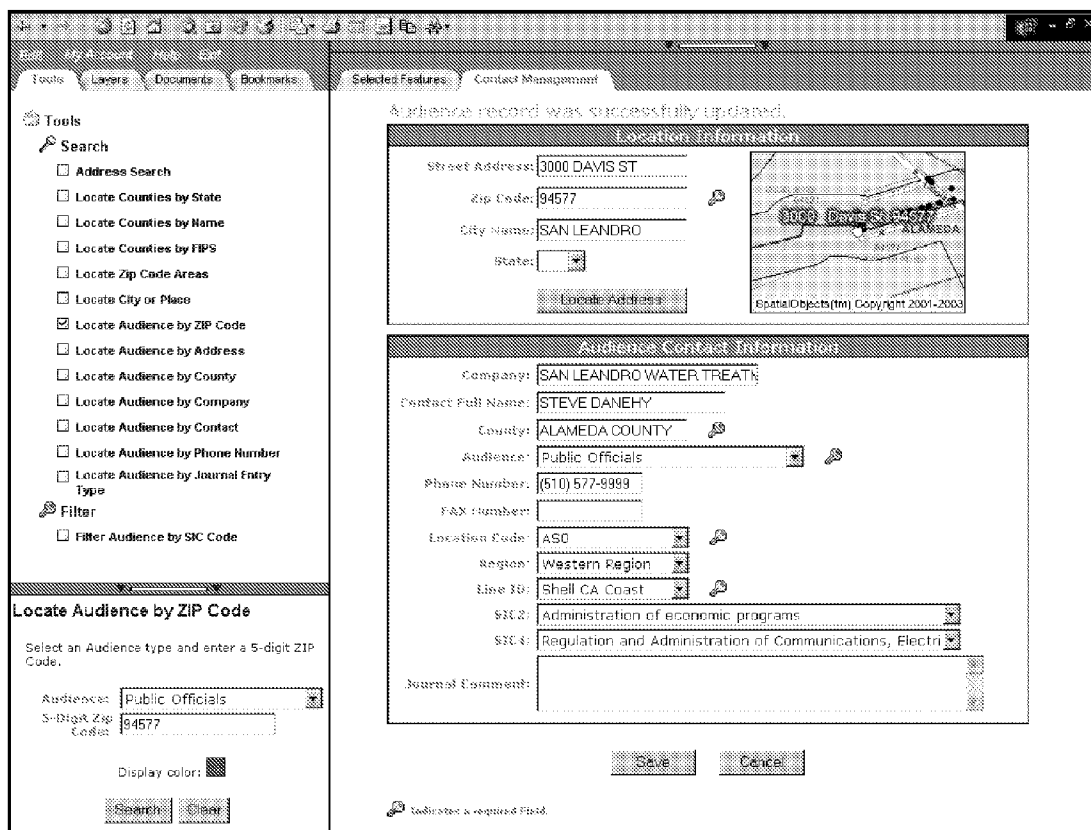 Edit My Account Help Exit
Tools Layers Documents Bookmarks
Tools
Search
Address Search
Locate Counties by State
Locate Counties by Name
Locate Counties by FIPS
Locate Zip Code Areas
Locate City or Place
Locate Audience by ZIP Code
Locate Audience by Address
Locate Audience by County
Locate Audience by Company
Locate Audience by Contact
Locate Audience by Phone Number
Locate Audience by Journal Entry
Type
Filter
Filter Audience by SIC Code
Locate Audience by ZIP Code
Select an Audience type and enter a 5-digit ZIP
Code.
Audience: Public Officials
5-Digit Zip
Code: 94577
Display color:
Search Clear
Selected Features Contact Management
Audience record was successfully updated.
Location Information
Street Address: 3000 DAVIS ST
Zip Code: 94577
City Name: SAN LEANDRO
State:
Locate Address
3000 Davis St 94577
ALAMEDA
SpatialObjects(tm) Copyright 2001-2003
Audience Contact Information
Company: SAN LEANDRO WATER TREATM
Contact Full Name: STEVE DANEHY
County: ALAMEDA COUNTY
Audience: Public Officials
Phone Number: (510) 577-9999
FAX Number:
Location Code: ASO
Region: Western Region
Line ID: Shell CA Coast
SIC2: Administration of economic programs
SIC4: Regulation and Administration of Communications, Electri
Journal Comment:
Save Cancel
Indicates a required Field.